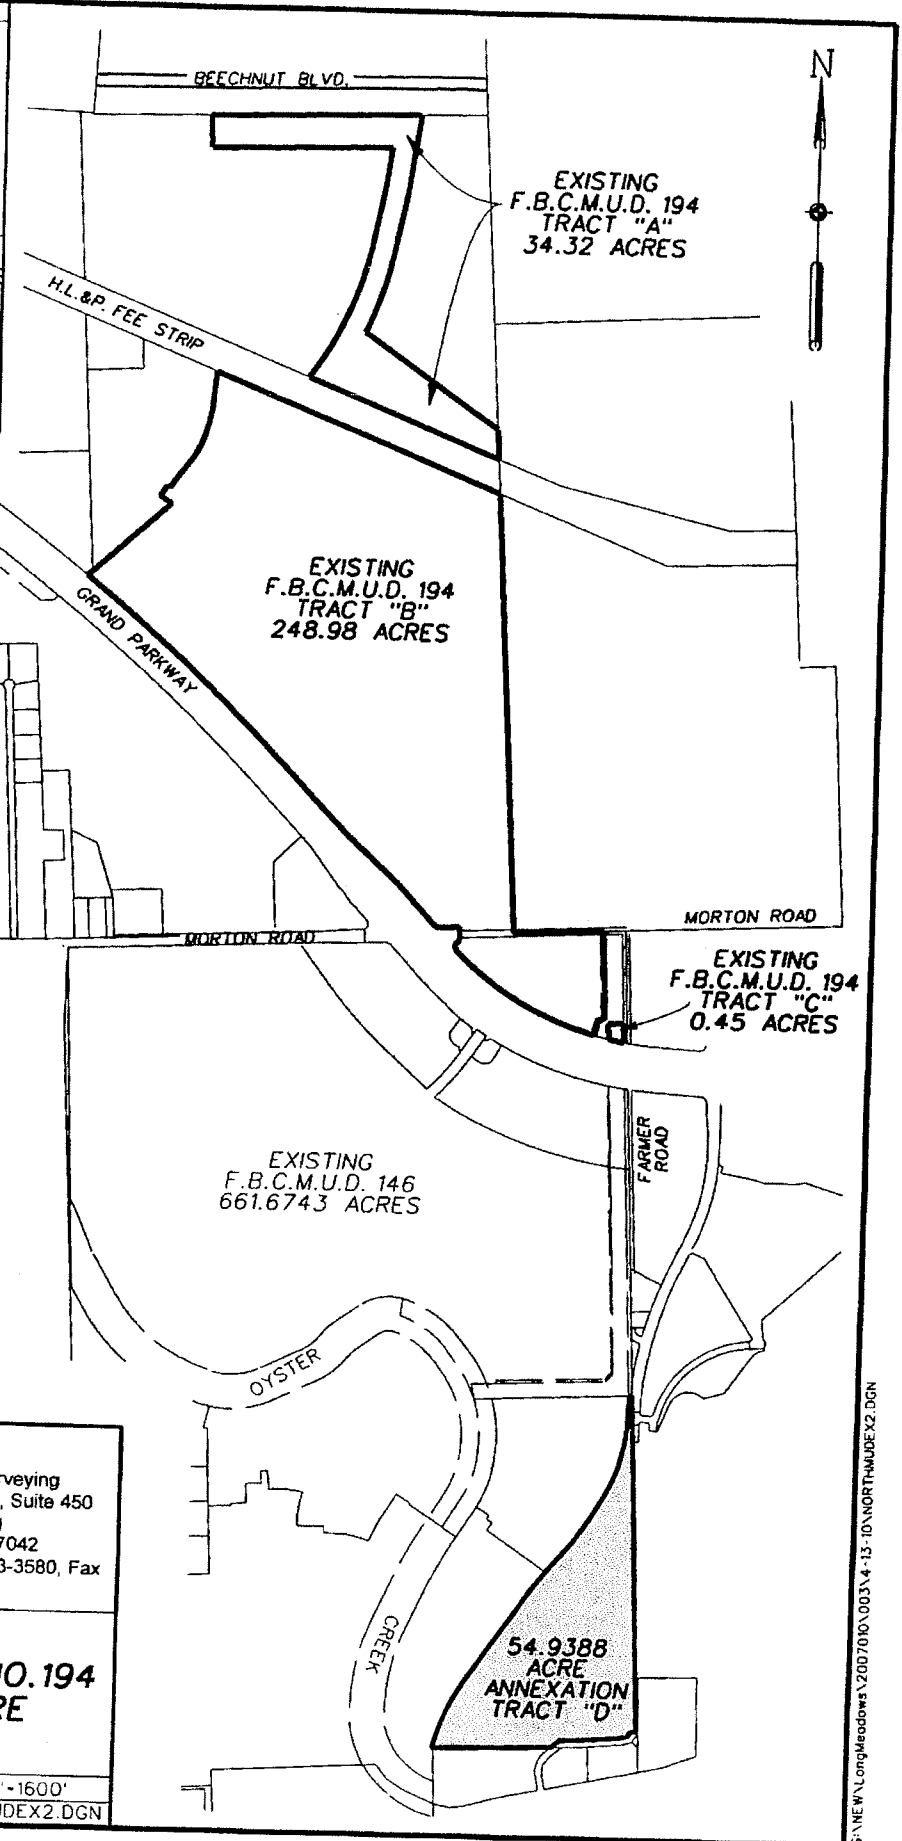 BEECHNUT BLVD.
N
EXISTING
F.B.C.M.U.D. 194
TRACT "A"
34.32 ACRES
H.L.&P. FEE STRIP
EXISTING
F.B.C.M.U.D. 194
TRACT "B"
248.98 ACRES
GRAND PARKWAY
MORTON ROAD
MORTON ROAD
EXISTING
F.B.C.M.U.D. 194
TRACT "C"
0.45 ACRES
FARMER
ROAD
EXISTING
F.B.C.M.U.D. 146
661.6743 ACRES
OYSTER
CREEK
54.9388
ACRE
ANNEXATION
TRACT "D"
rveying
, Suite 450
7042
3-3580, Fax
O.194
RE
'-1600'
UDEX2.DGN
\NEW\LongMeadows\2007010\003\4-13-10\NORTHMUDEX2.DGN